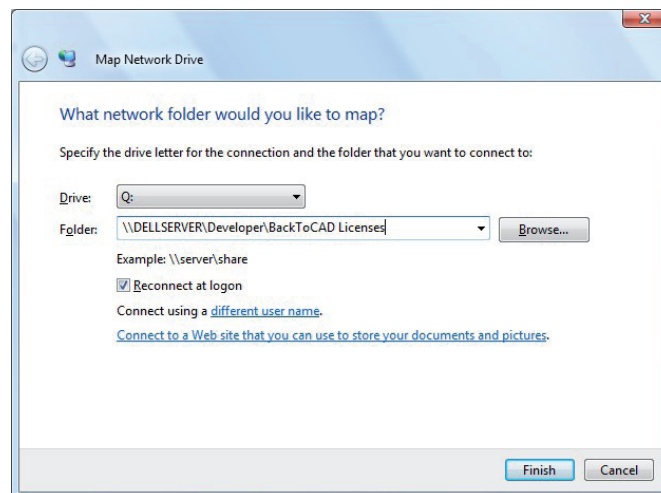 Map Network Drive
What network folder would you like to map?
Specify the drive letter for the connection and the folder that you want to connect to:
Drive: Q:
Folder: \\DELLSERVER\Developer\BackToCAD Licenses Browse...
Example: \\server\share
Reconnect at logon
Connect using a different user name.
Connect to a Web site that you can use to store your documents and pictures.
Finish Cancel